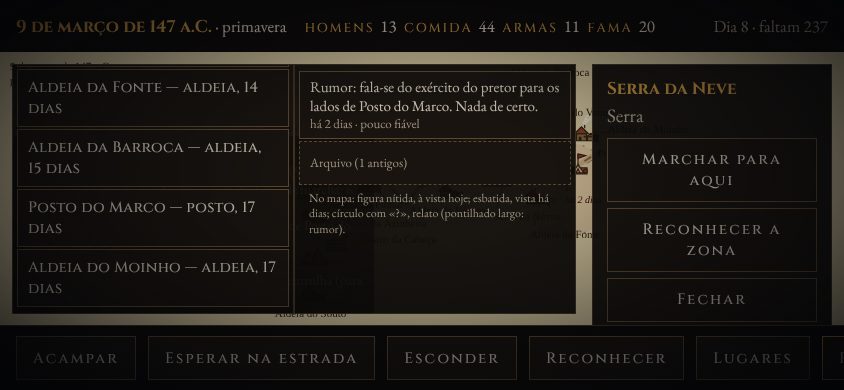 9 DE MARÇO DE 147 A.C. · primavera
HOMENS 13 COMIDA 44 ARMAS 11 FAMA 20
Dia 8 · faltam 237
ALDEIA DA FONTE — ALDEIA, 14
DIAS
ALDEIA DA BARROCA — ALDEIA,
15 DIAS
POSTO DO MARCO — POSTO, 17
DIAS
ALDEIA DO MOINHO — ALDEIA, 17
DIAS
Rumor: fala-se do exército do pretor para os
lados de Posto do Marco. Nada de certo.
há 2 dias · pouco fiável
Arquivo (1 antigos)
No mapa: figura nítida, à vista hoje; esbatida, vista há
dias; círculo com «?», relato (pontilhado largo:
rumor).
SERRA DA NEVE
Serra
MARCHAR PARA
AQUI
RECONHECER A
ZONA
FECHAR
ACAMPAR
ESPERAR NA ESTRADA
ESCONDER
RECONHECER
LUGARES